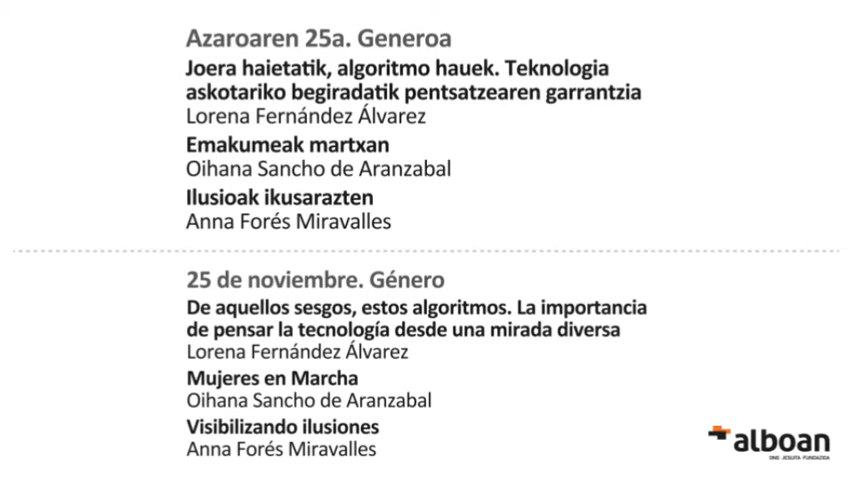 Azaroaren 25a. Generoa
Joera haietatik, algoritmo hauek. Teknologia
askotariko begiradatik pentsatzearen garrantzia
Lorena Fernández Álvarez
Emakumeak martxan
Oihana Sancho de Aranzabal
Ilusioak ikusarazten
Anna Forés Miravalles
25 de noviembre. Género
De aquellos sesgos, estos algoritmos. La importancia
de pensar la tecnología desde una mirada diversa
Lorena Fernández Álvarez
Mujeres en Marcha
Oihana Sancho de Aranzabal
Visibilizando ilusiones
Anna Forés Miravalles
alboan
ONG JESUITA FUNDAZIOA